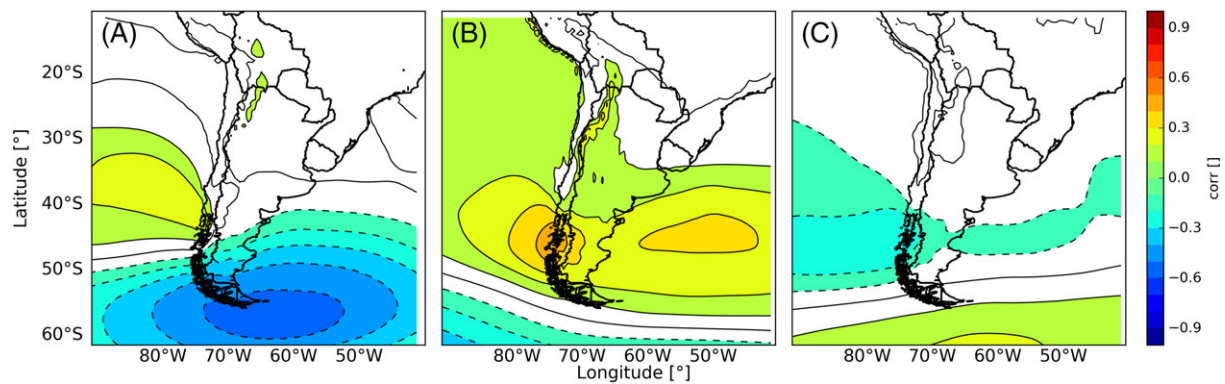 (A)
(B)
(C)
20°S
30°S
40°S
50°S
60°S
Latitude [°]
80°W 70°W 60°W 50°W
80°W 70°W 60°W 50°W
80°W 70°W 60°W 50°W
Longitude [°]
0.9
0.6
0.3
0.0
-0.3
-0.6
-0.9
corr []